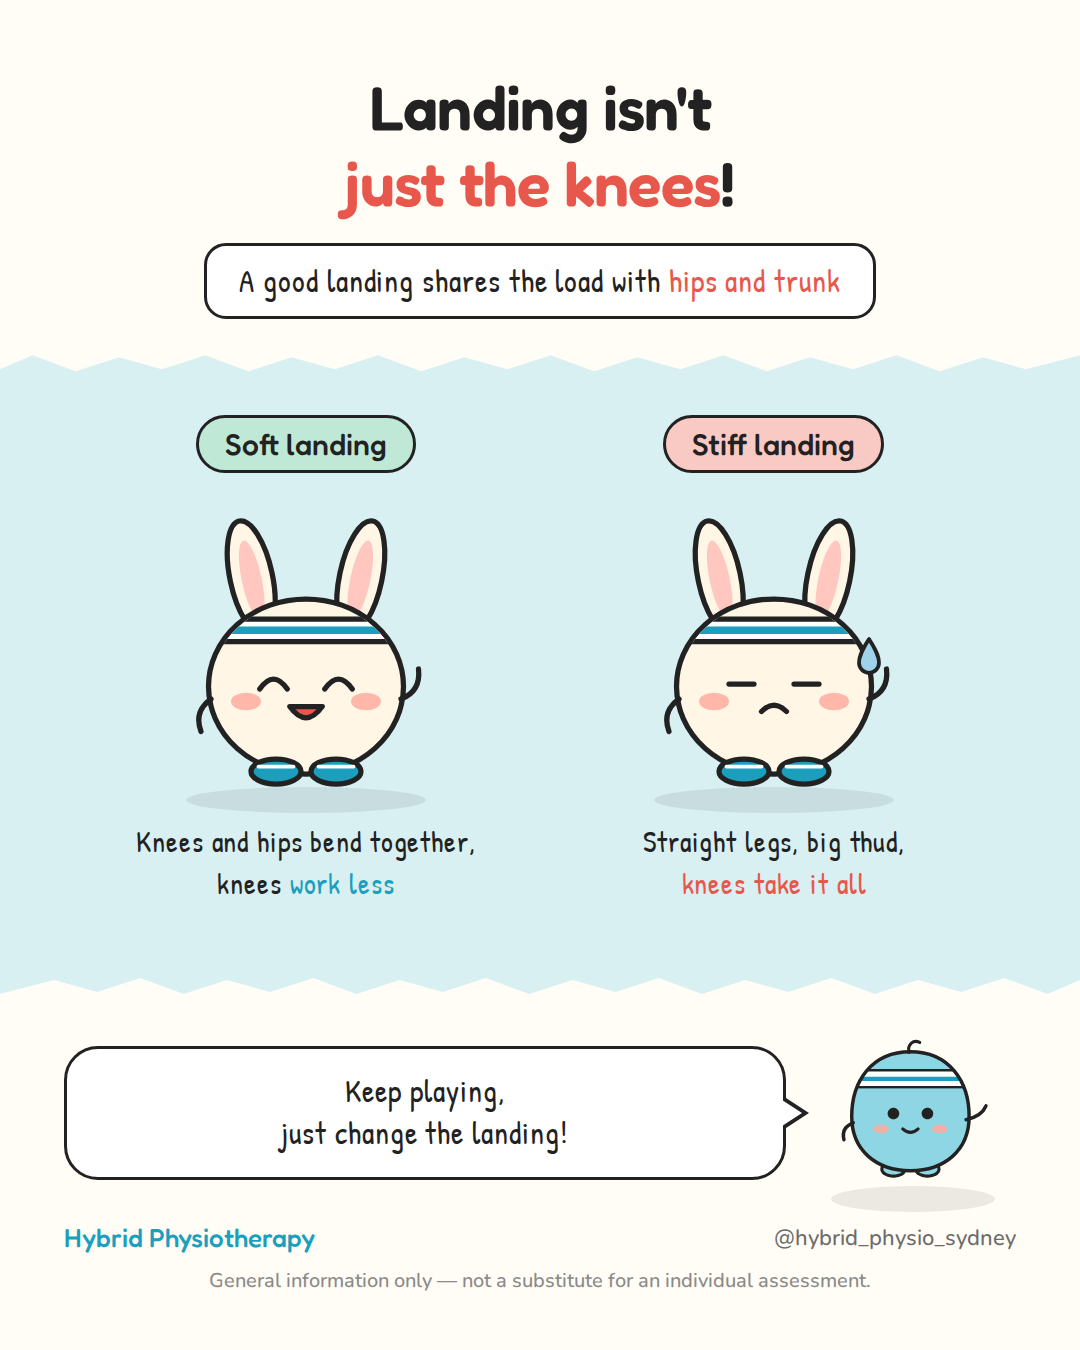 Landing isn't
just the knees!
A good landing shares the load with hips and trunk
Soft landing
Stiff landing
Knees and hips bend together,
knees work less
Straight legs, big thud,
knees take it all
Keep playing,
just change the landing!
Hybrid Physiotherapy
@hybrid_physio_sydney
General information only — not a substitute for an individual assessment.